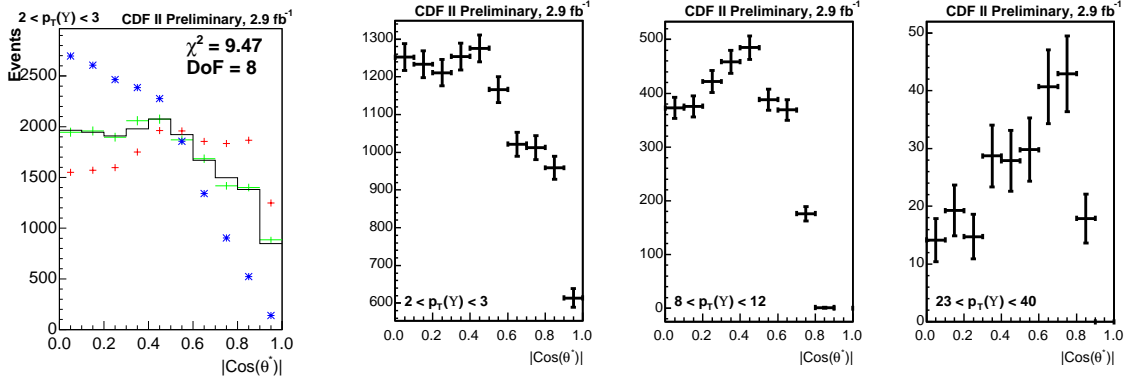 2 < p_T(Υ) < 3
CDF II Preliminary, 2.9 fb⁻¹
Events
χ² = 9.47
DoF = 8
2500
2000
1500
1000
500
0
0.0 0.2 0.4 0.6 0.8 1.0
|Cos(θ*)|
CDF II Preliminary, 2.9 fb⁻¹
1300
1200
1100
1000
900
800
700
600
2 < p_T(Υ) < 3
0.0 0.2 0.4 0.6 0.8 1.0
|Cos(θ*)|
CDF II Preliminary, 2.9 fb⁻¹
500
400
300
200
100
0
8 < p_T(Υ) < 12
0.0 0.2 0.4 0.6 0.8 1.0
|Cos(θ*)|
CDF II Preliminary, 2.9 fb⁻¹
50
40
30
20
10
0
23 < p_T(Υ) < 40
0.0 0.2 0.4 0.6 0.8 1.0
|Cos(θ*)|